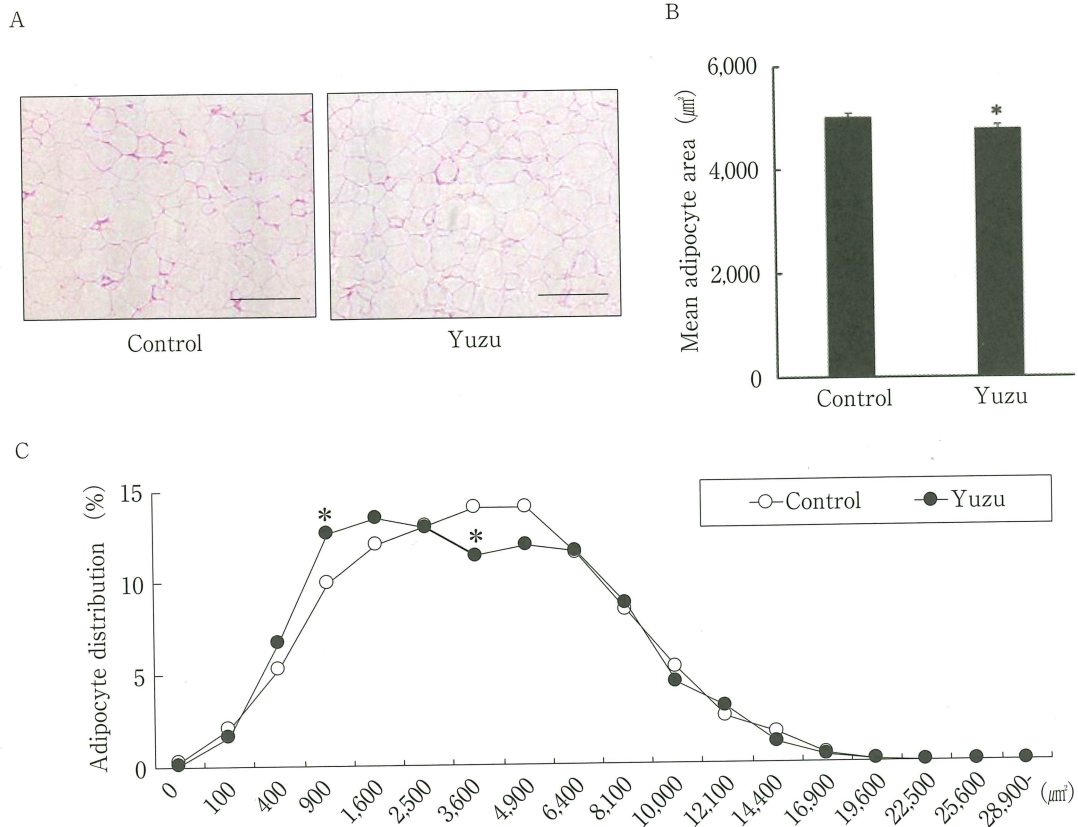 A
Control
Yuzu
B
Mean adipocyte area (㎛²)
6,000
4,000
2,000
0
*
Control
Yuzu
C
Adipocyte distribution (%)
15
10
5
0
*
*
Control
Yuzu
0
100
400
900
1,600
2,500
3,600
4,900
6,400
8,100
10,000
12,100
14,400
16,900
19,600
22,500
25,600
28,900-
(㎛²)